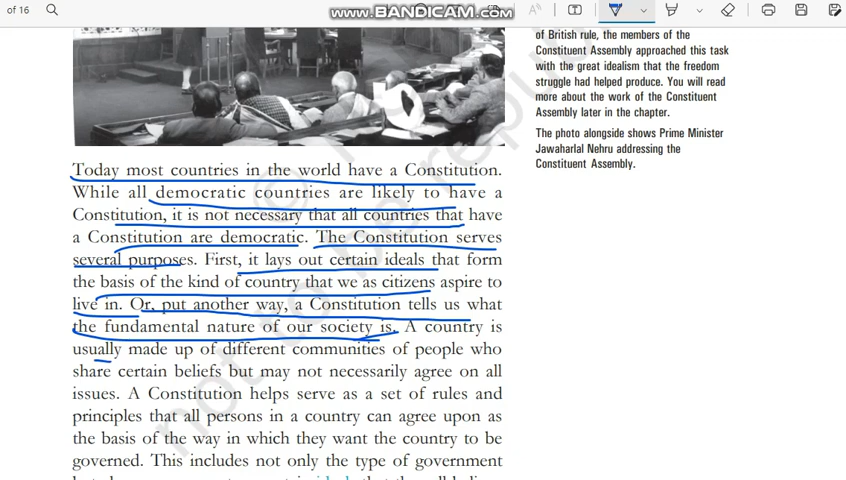 of 16
www.BANDICAM.com
of British rule, the members of the
Constituent Assembly approached this task
with the great idealism that the freedom
struggle had helped produce. You will read
more about the work of the Constituent
Assembly later in the chapter.
The photo alongside shows Prime Minister
Jawaharlal Nehru addressing the
Constituent Assembly.
Today most countries in the world have a Constitution.
While all democratic countries are likely to have a
Constitution, it is not necessary that all countries that have
a Constitution are democratic. The Constitution serves
several purposes. First, it lays out certain ideals that form
the basis of the kind of country that we as citizens aspire to
live in. Or, put another way, a Constitution tells us what
the fundamental nature of our society is. A country is
usually made up of different communities of people who
share certain beliefs but may not necessarily agree on all
issues. A Constitution helps serve as a set of rules and
principles that all persons in a country can agree upon as
the basis of the way in which they want the country to be
governed. This includes not only the type of government
not to be republished